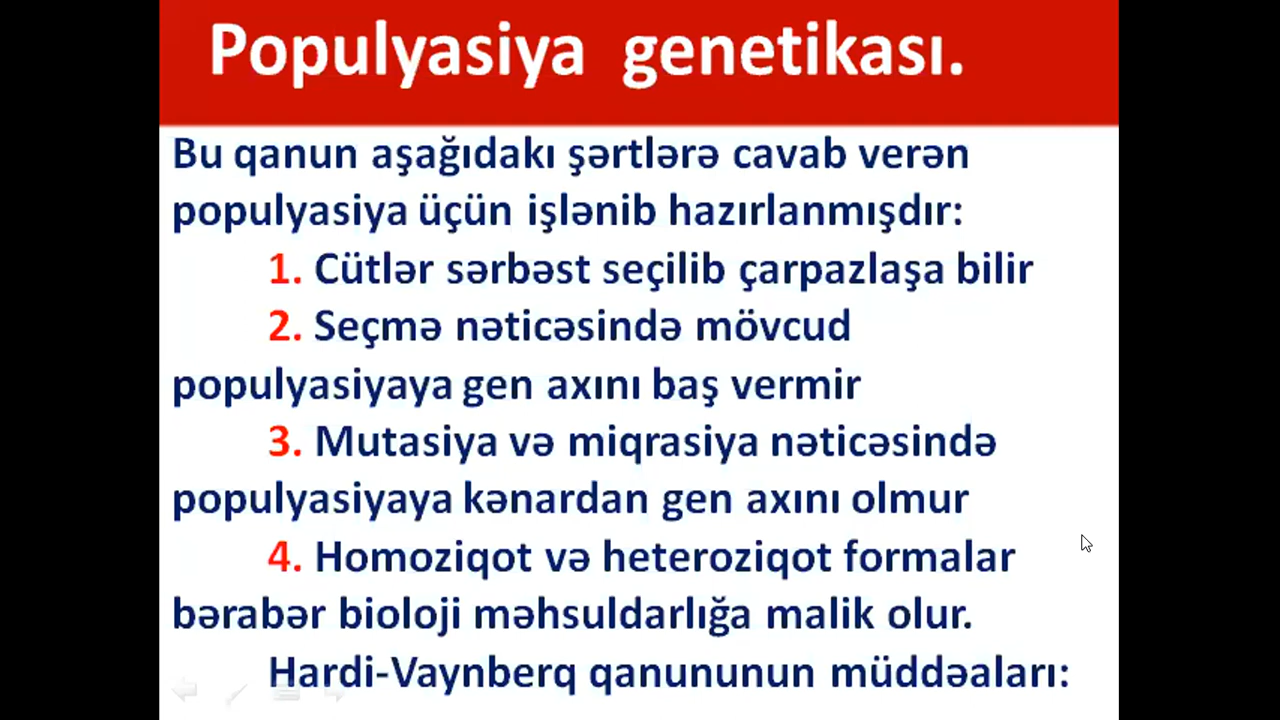 Populyasiya genetikası.
Bu qanun aşağıdakı şərtlərə cavab verən
populyasiya üçün işlənib hazırlanmışdır:
1. Cütlər sərbəst seçilib çarpazlaşa bilir
2. Seçmə nəticəsində mövcud
populyasiyaya gen axını baş vermir
3. Mutasiya və miqrasiya nəticəsində
populyasiyaya kənardan gen axını olmur
4. Homoziqot və heteroziqot formalar
bərabər bioloji məhsuldarlığa malik olur.
Hardi-Vaynberq qanununun müddəaları: